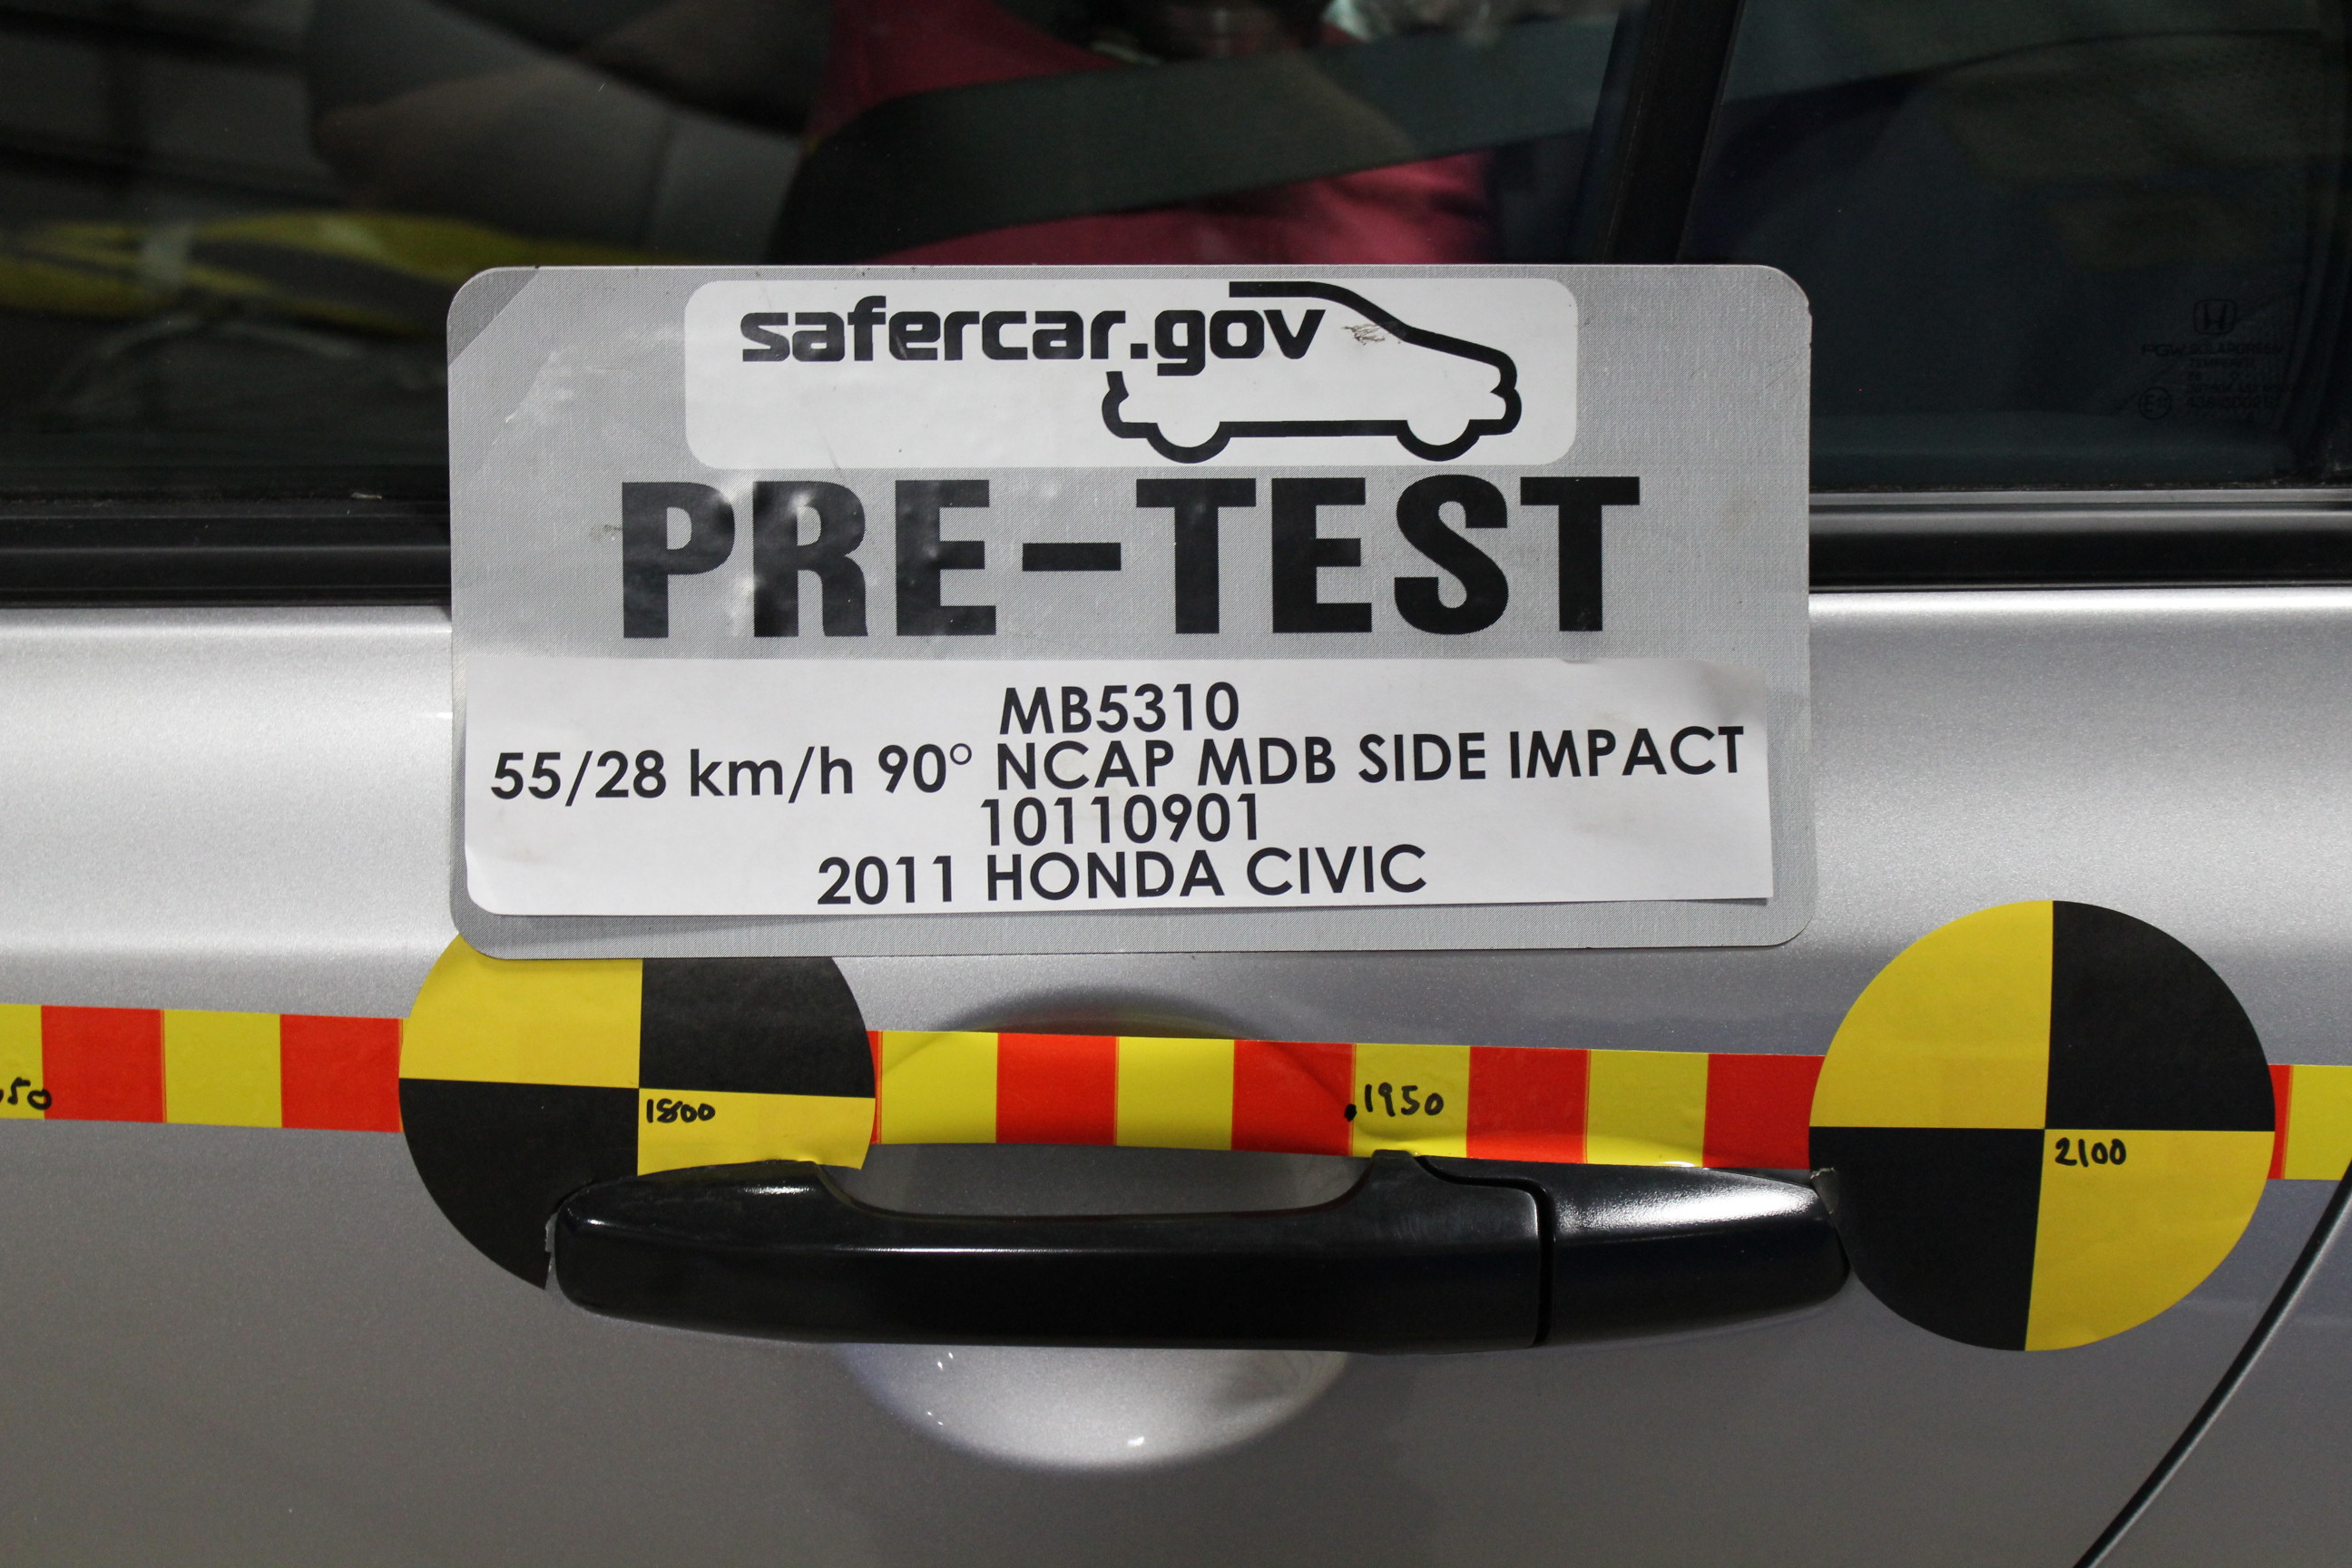 safercar.gov
PRE-TEST
MB5310
55/28 km/h 90° NCAP MDB SIDE IMPACT
10110901
2011 HONDA CIVIC
50
1800
.1950
2100